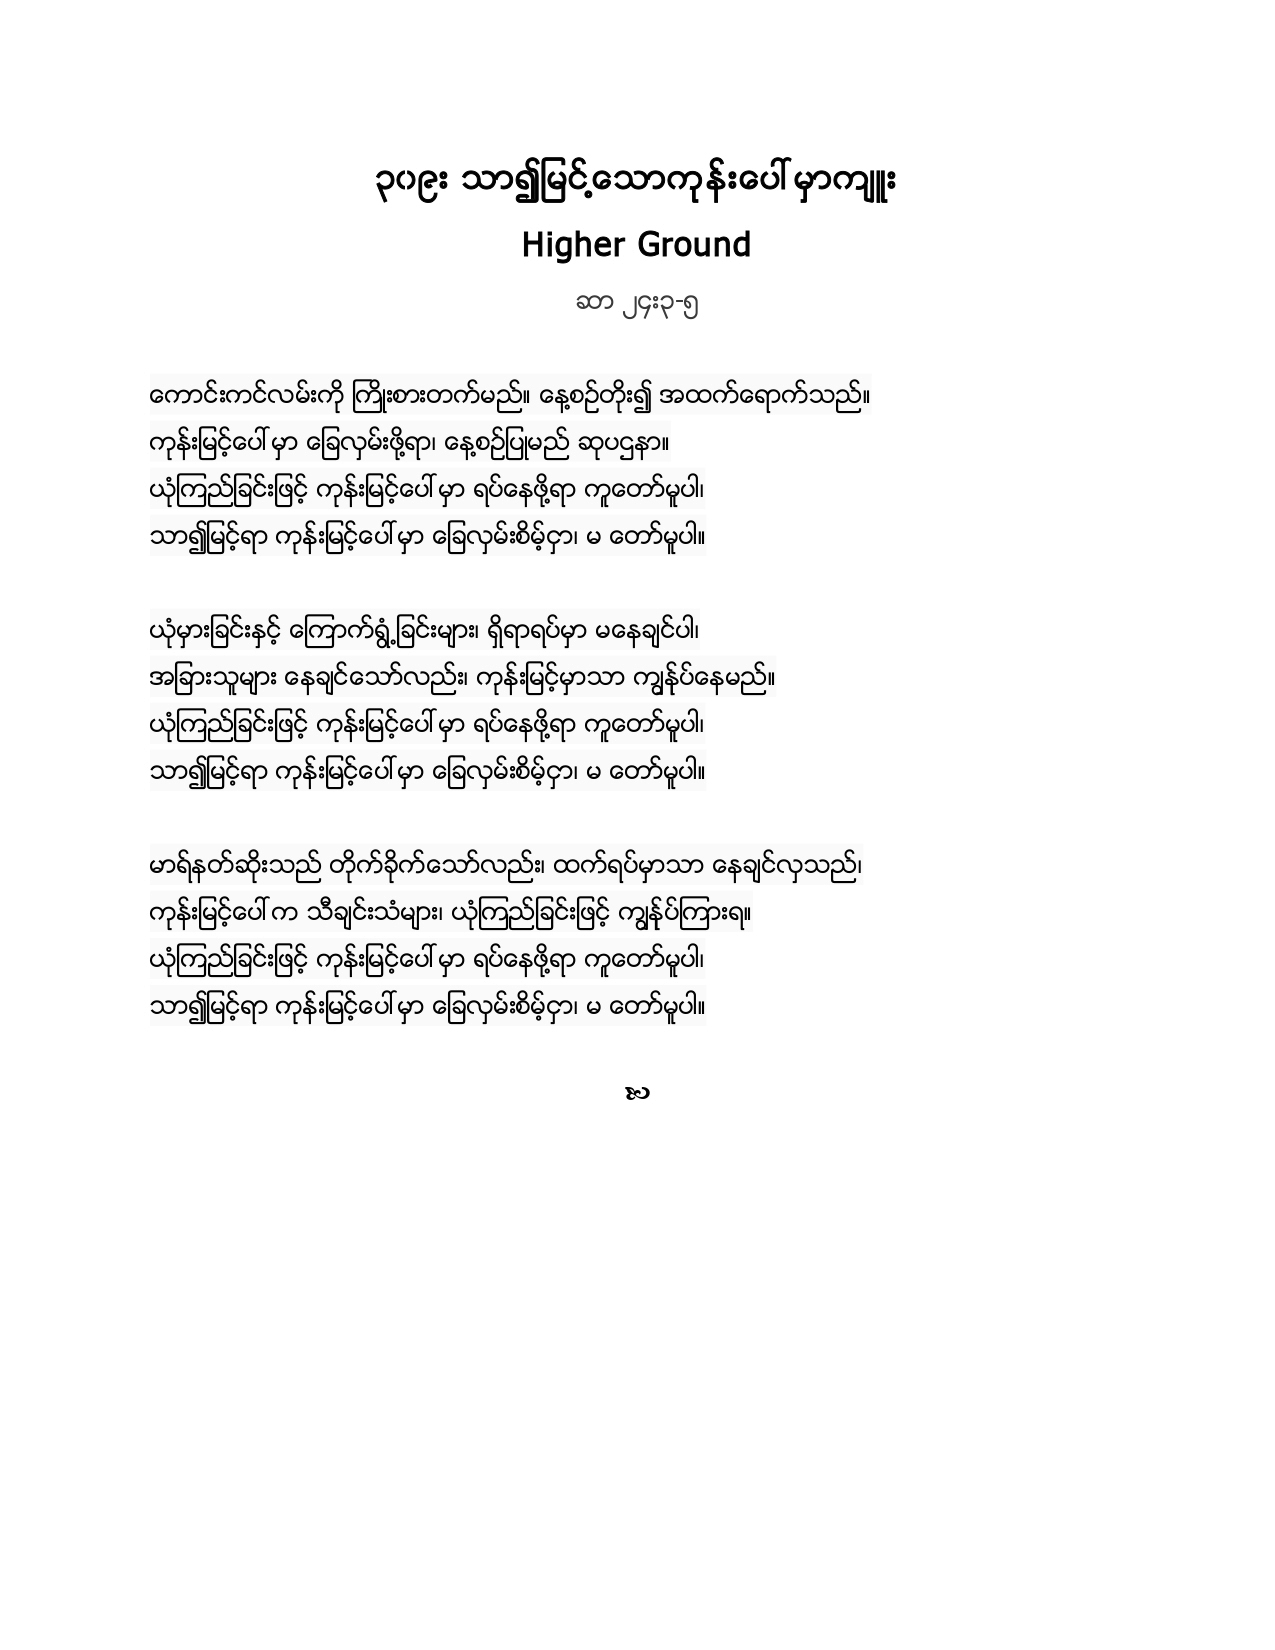 ၃၀၉း သာ၍မြင့်သောကုန်းပေါ်မှာကျူး
Higher Ground
ဆာ ၂၄း၃-၅
ကောင်းကင်လမ်းကို ကြိုးစားတက်မည်။ နေ့စဉ်တိုး၍ အထက်ရောက်သည်။
ကုန်းမြင့်ပေါ်မှာ ခြေလှမ်းဖို့ရာ၊ နေ့စဉ်ပြုမည် ဆုပဌနာ။
ယုံကြည်ခြင်းဖြင့် ကုန်းမြင့်ပေါ်မှာ ရပ်နေဖို့ရာ ကူတော်မူပါ၊
သာ၍မြင့်ရာ ကုန်းမြင့်ပေါ်မှာ ခြေလှမ်းစိမ့်ငှာ၊ မ တော်မူပါ။
ယုံမှားခြင်းနှင့် ကြောက်ရွံ့ခြင်းများ၊ ရှိရာရပ်မှာ မနေချင်ပါ၊
အခြားသူများ နေချင်သော်လည်း၊ ကုန်းမြင့်မှာသာ ကျွန်ုပ်နေမည်။
ယုံကြည်ခြင်းဖြင့် ကုန်းမြင့်ပေါ်မှာ ရပ်နေဖို့ရာ ကူတော်မူပါ၊
သာ၍မြင့်ရာ ကုန်းမြင့်ပေါ်မှာ ခြေလှမ်းစိမ့်ငှာ၊ မ တော်မူပါ။
မာရ်နတ်ဆိုးသည် တိုက်ခိုက်သော်လည်း၊ ထက်ရပ်မှာသာ နေချင်လှသည်၊
ကုန်းမြင့်ပေါ်က သီချင်းသံများ၊ ယုံကြည်ခြင်းဖြင့် ကျွန်ုပ်ကြားရ။
ယုံကြည်ခြင်းဖြင့် ကုန်းမြင့်ပေါ်မှာ ရပ်နေဖို့ရာ ကူတော်မူပါ၊
သာ၍မြင့်ရာ ကုန်းမြင့်ပေါ်မှာ ခြေလှမ်းစိမ့်ငှာ၊ မ တော်မူပါ။